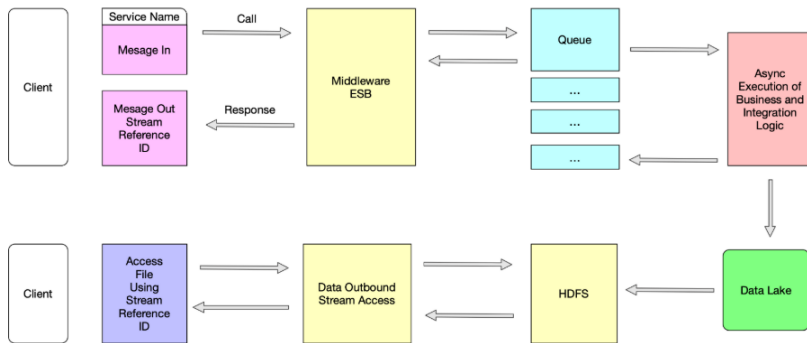 Service Name
Call
Mesage In
Client
Middleware
ESB
Queue
...
...
...
Async
Execution of
Business and
Integration
Logic
Mesage Out
Stream
Reference
ID
Response
Client
Access
File
Using
Stream
Reference
ID
Data Outbound
Stream Access
HDFS
Data Lake